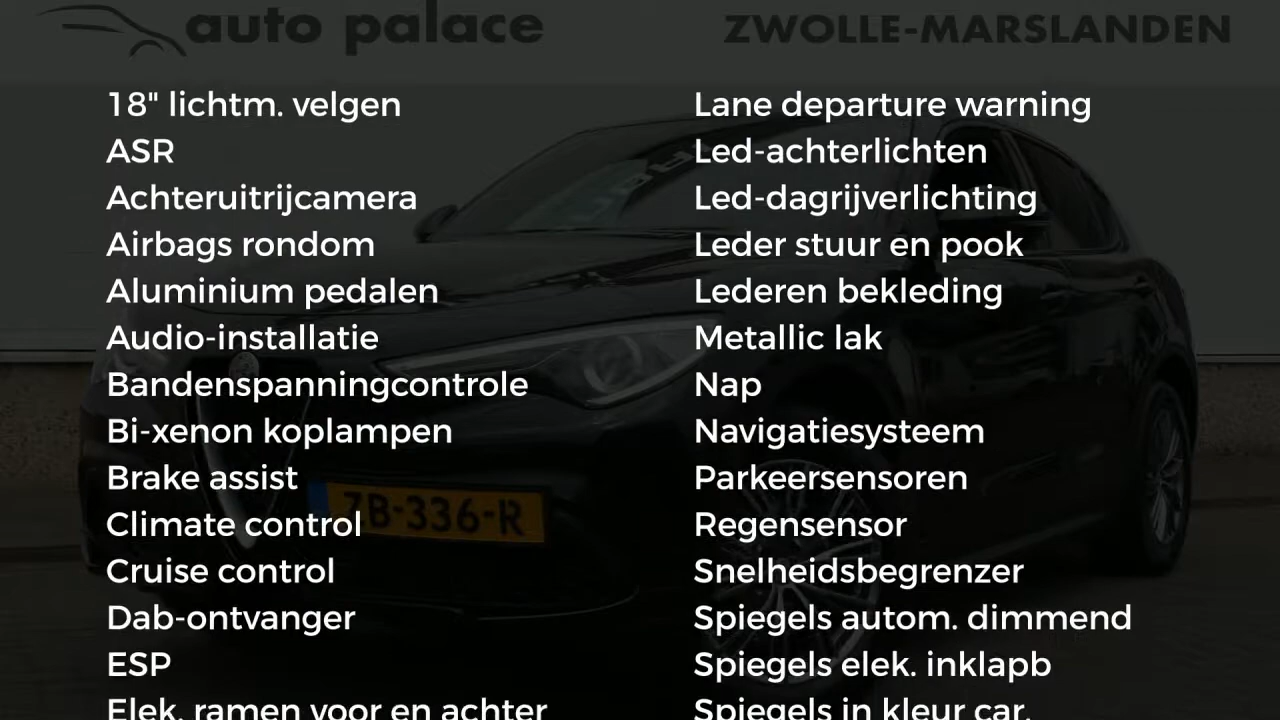 auto palace
ZWOLLE-MARSLANDEN
18" lichtm. velgen
ASR
Achteruitrijcamera
Airbags rondom
Aluminium pedalen
Audio-installatie
Bandenspanningcontrole
Bi-xenon koplampen
Brake assist
Climate control
Cruise control
Dab-ontvanger
ESP
Elek. ramen voor en achter
Lane departure warning
Led-achterlichten
Led-dagrijverlichting
Leder stuur en pook
Lederen bekleding
Metallic lak
Nap
Navigatiesysteem
Parkeersensoren
Regensensor
Snelheidsbegrenzer
Spiegels autom. dimmend
Spiegels elek. inklapb
Spiegels in kleur car.
ZB-336-R